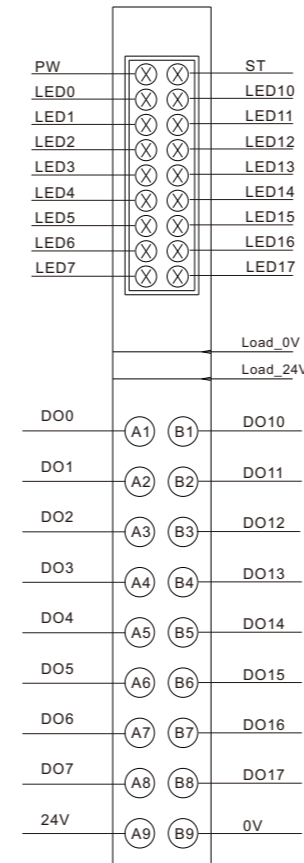 PW ST
LED0 LED10
LED1 LED11
LED2 LED12
LED3 LED13
LED4 LED14
LED5 LED15
LED6 LED16
LED7 LED17
Load_0V
Load_24V
DO0 A1 B1 DO10
DO1 A2 B2 DO11
DO2 A3 B3 DO12
DO3 A4 B4 DO13
DO4 A5 B5 DO14
DO5 A6 B6 DO15
DO6 A7 B7 DO16
DO7 A8 B8 DO17
24V A9 B9 0V